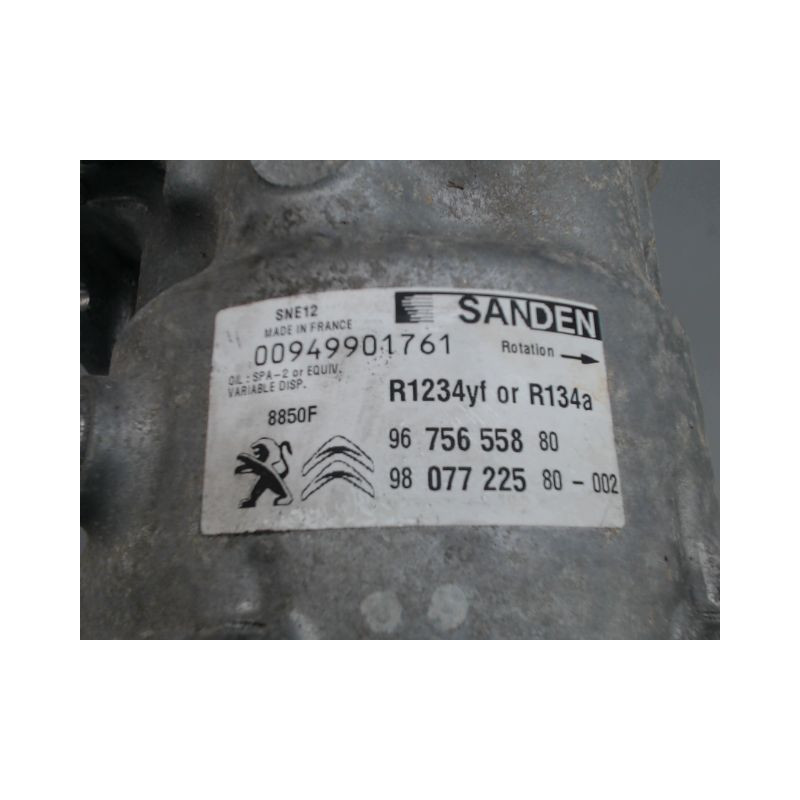 SNE12
MADE IN FRANCE
SANDEN
00949901761
Rotation
OIL: SPA-2 or EQUIV.
VARIABLE DISP.
R1234yf or R134a
8850F
96 756 558 80
98 077 225 80 - 002